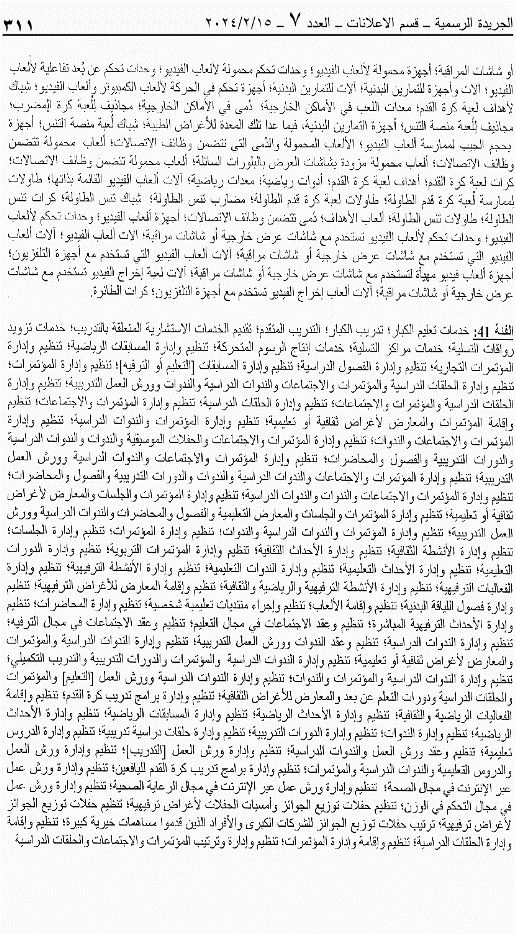 الجريدة الرسمية – قسم الاعلانات – العدد ٧ – ٢٠٢٤/٢/١٥ ٣١١
أو شاشات المراقبة؛ أجهزة محمولة لألعاب الفيديو؛ وحدات تحكم محمولة لألعاب الفيديو؛ وحدات تحكم عن بُعد تفاعلية لألعاب
الفيديو؛ آلات وأجهزة للتمارين البدنية؛ آلات للتمارين البدنية؛ أجهزة تحكم في الحركة لألعاب الكمبيوتر وألعاب الفيديو؛ شباك
لأهداف لعبة كرة القدم؛ معدات اللعب في الأماكن الخارجية؛ دُمى في الأماكن الخارجية؛ مجاذيف لِلُعبة كرة المضرب؛
مجاذيف لِلُعبة منصة التنس؛ أجهزة التمارين البدنية، فيما عدا تلك المعدة للأغراض الطبية؛ شباك لُعبة منصة التنس؛ أجهزة
بحجم الجيب لممارسة ألعاب الفيديو؛ الألعاب المحمولة والدُّمى التي تتضمن وظائف الاتصالات؛ ألعاب محمولة تتضمن
وظائف الاتصالات؛ ألعاب محمولة مزودة بشاشات العرض بالبلورات السائلة؛ ألعاب محمولة تتضمن وظائف الاتصالات؛
كرات لعبة كرة القدم؛ أهداف لعبة كرة القدم؛ أدوات رياضية؛ معدات رياضية؛ آلات ألعاب الفيديو القائمة بذاتها؛ طاولات
لممارسة لُعبة كرة قدم الطاولة؛ طاولات لعبة كرة قدم الطاولة؛ مضارب تنس الطاولة؛ شباك تنس الطاولة؛ كرات تنس
الطاولة؛ طاولات تنس الطاولة؛ ألعاب الأهداف؛ دُمى تتضمن وظائف الاتصالات؛ أجهزة ألعاب الفيديو؛ وحدات تحكم لألعاب
الفيديو؛ وحدات تحكم لألعاب الفيديو تستخدم مع شاشات عرض خارجية أو شاشات مراقبة؛ آلات ألعاب الفيديو؛ آلات ألعاب
الفيديو التي تستخدم مع شاشات عرض خارجية أو شاشات مراقبة؛ آلات ألعاب الفيديو التي تستخدم مع أجهزة التلفزيون؛
أجهزة ألعاب فيديو مهيأة لتستخدم مع شاشات عرض خارجية أو شاشات مراقبة؛ آلات لعبة إخراج الفيديو تستخدم مع شاشات
عرض خارجية أو شاشات مراقبة؛ آلات ألعاب إخراج الفيديو تستخدم مع أجهزة التلفزيون؛ كرات الطائرة.
الفئة 41: خدمات تعليم الكبار؛ تدريب الكبار؛ التدريب المتقدم؛ تقديم الخدمات الاستشارية المتعلقة بالتدريب؛ خدمات تزويد
رواقات التسلية؛ خدمات مراكز التسلية؛ خدمات إنتاج الرسوم المتحركة؛ تنظيم وإدارة المسابقات الرياضية؛ تنظيم وإدارة
المؤتمرات التجارية؛ تنظيم وإدارة الفصول الدراسية؛ تنظيم وإدارة المسابقات [التعليم أو الترفيه]؛ تنظيم وإدارة المؤتمرات؛
تنظيم وإدارة الحلقات الدراسية والمؤتمرات والاجتماعات والندوات الدراسية والندوات وورش العمل التدريبية؛ تنظيم وإدارة
الحلقات الدراسية والمؤتمرات والاجتماعات؛ تنظيم وإدارة الحلقات الدراسية؛ تنظيم وإدارة المؤتمرات والاجتماعات؛ تنظيم
وإقامة المؤتمرات والمعارض لأغراض ثقافية أو تعليمية؛ تنظيم وإدارة المؤتمرات والندوات الدراسية؛ تنظيم وإدارة
المؤتمرات والاجتماعات والندوات؛ تنظيم وإدارة المؤتمرات والاجتماعات والحفلات الموسيقية والندوات والندوات الدراسية
والدورات التدريبية والفصول والمحاضرات؛ تنظيم وإدارة المؤتمرات والاجتماعات والندوات الدراسية وورش العمل
التدريبية؛ تنظيم وإدارة المؤتمرات والاجتماعات والندوات الدراسية والندوات والدورات التدريبية والفصول والمحاضرات؛
تنظيم وإدارة المؤتمرات والاجتماعات والندوات والندوات الدراسية؛ تنظيم وإدارة المؤتمرات والجلسات والمعارض لأغراض
ثقافية أو تعليمية؛ تنظيم وإدارة المؤتمرات والجلسات والمعارض التعليمية والفصول والمحاضرات والندوات الدراسية وورش
العمل التدريبية؛ تنظيم وإدارة المؤتمرات والندوات الدراسية والندوات؛ تنظيم وإدارة المؤتمرات؛ تنظيم وإدارة الجلسات؛
تنظيم وإدارة الأنشطة الثقافية؛ تنظيم وإدارة الأحداث الثقافية؛ تنظيم وإدارة المؤتمرات التربوية؛ تنظيم وإدارة الدورات
التعليمية؛ تنظيم وإدارة الأحداث التعليمية؛ تنظيم وإدارة الندوات التعليمية؛ تنظيم وإدارة الأنشطة الترفيهية؛ تنظيم وإدارة
الفعاليات الترفيهية؛ تنظيم وإدارة الأنشطة الترفيهية والرياضية والثقافية؛ تنظيم وإقامة المعارض للأغراض الترفيهية؛ تنظيم
وإدارة فصول اللياقة البدنية؛ تنظيم وإقامة الألعاب؛ تنظيم وإجراء منتديات تعليمية شخصية؛ تنظيم وإدارة المحاضرات؛ تنظيم
وإدارة الأحداث الترفيهية المباشرة؛ تنظيم وعقد الاجتماعات في مجال التعليم؛ تنظيم وعقد الاجتماعات في مجال الترفيه؛
تنظيم وإدارة الندوات الدراسية؛ تنظيم وعقد الندوات وورش العمل التدريبية؛ تنظيم وإدارة الندوات الدراسية والمؤتمرات
والمعارض لأغراض ثقافية أو تعليمية؛ تنظيم وإدارة الندوات الدراسية والمؤتمرات والدورات التدريبية والتدريب التكميلي؛
تنظيم وإدارة الندوات الدراسية والمؤتمرات والندوات؛ تنظيم وإدارة الندوات الدراسية وورش العمل [التعليم] والمؤتمرات
والحلقات الدراسية ودورات التعلم عن بعد والمعارض للأغراض الثقافية؛ تنظيم وإدارة برامج تدريب كرة القدم؛ تنظيم وإقامة
الفعاليات الرياضية والثقافية؛ تنظيم وإدارة الأحداث الرياضية؛ تنظيم وإدارة المسابقات الرياضية؛ تنظيم وإدارة الأحداث
الرياضية؛ تنظيم وإدارة الندوات؛ تنظيم وإدارة الدورات التدريبية؛ تنظيم وإدارة حلقات دراسية تدريبية؛ تنظيم وإدارة الدروس
تعليمية؛ تنظيم وعقد ورش العمل والندوات الدراسية؛ تنظيم وإدارة ورش العمل [التدريب]؛ تنظيم وإدارة ورش العمل
والدروس التعليمية والندوات الدراسية والمؤتمرات؛ تنظيم وإدارة برامج تدريب كرة القدم لليافعين؛ تنظيم وإدارة ورش عمل
عبر الإنترنت في مجال الصحة؛ تنظيم وإدارة ورش عمل عبر الإنترنت في مجال الرعاية الصحية؛ تنظيم وإدارة ورش عمل
في مجال التحكم في الوزن؛ تنظيم حفلات توزيع الجوائز وأمسيات الحفلات لأغراض ترفيهية؛ تنظيم حفلات توزيع الجوائز
لأغراض ترفيهية؛ ترتيب حفلات توزيع الجوائز للشركات الكبرى والأفراد الذين قدموا مساهمات خيرية كبيرة؛ تنظيم وإقامة
وإدارة الحلقات الدراسية؛ تنظيم وإقامة وإدارة المؤتمرات؛ تنظيم وإدارة وترتيب المؤتمرات والاجتماعات والحلقات الدراسية